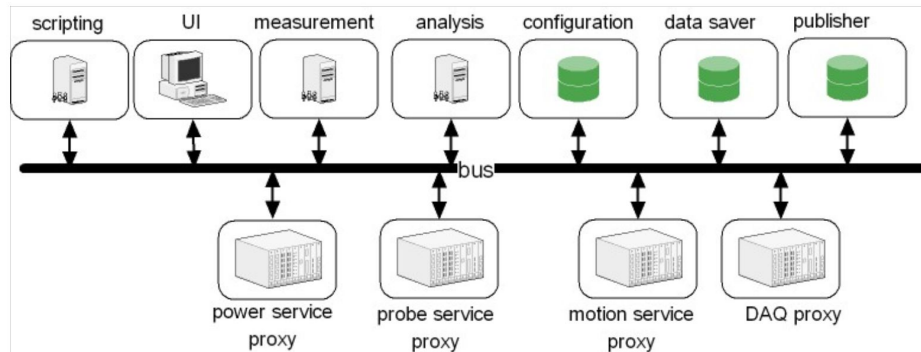 scripting
UI
measurement
analysis
configuration
data saver
publisher
bus
power service
proxy
probe service
proxy
motion service
proxy
DAQ proxy